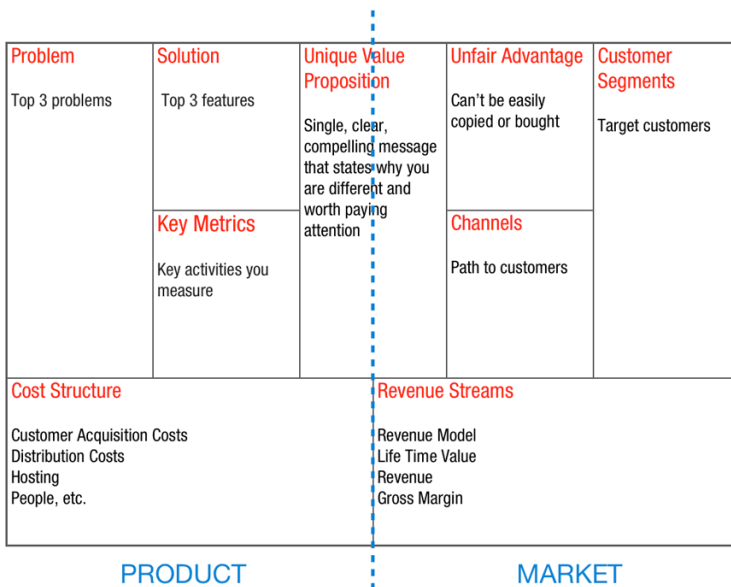 Problem
Top 3 problems
Solution
Top 3 features
Key Metrics
Key activities you
measure
Unique Value
Proposition
Single, clear,
compelling message
that states why you
are different and
worth paying
attention
Unfair Advantage
Can't be easily
copied or bought
Channels
Path to customers
Customer
Segments
Target customers
Cost Structure
Customer Acquisition Costs
Distribution Costs
Hosting
People, etc.
Revenue Streams
Revenue Model
Life Time Value
Revenue
Gross Margin
PRODUCT
MARKET